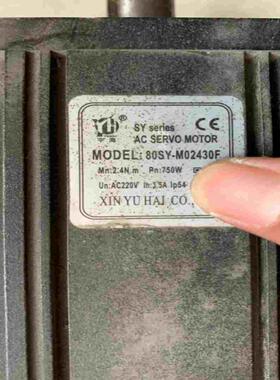 SY series CE
AC SERVO MOTOR
MODEL: 80SY-M02430F
Mn:2.4N.m Pn:750W
Un:AC220V In:3.5A Ip54
XIN YU HAI CO.,